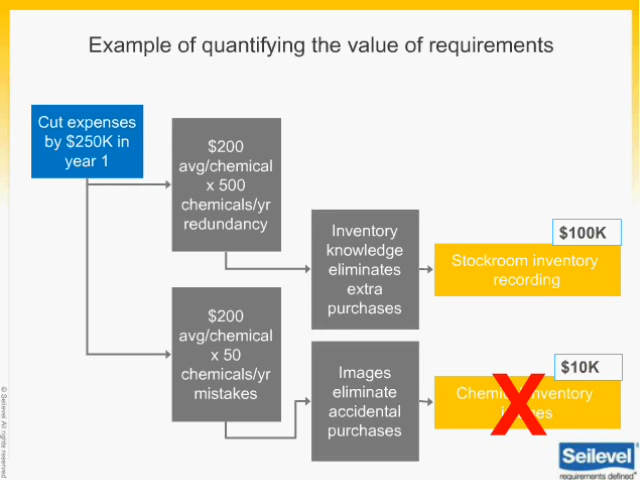 Example of quantifying the value of requirements
Cut expenses
by $250K in
year 1
$200
avg/chemical
x 500
chemicals/yr
redundancy
Inventory
knowledge
eliminates
extra
purchases
$100K
Stockroom inventory
recording
$200
avg/chemical
x 50
chemicals/yr
mistakes
Images
eliminate
accidental
purchases
$10K
inventory
X
© Seilevel All rights reserved
Seilevel
requirements defined